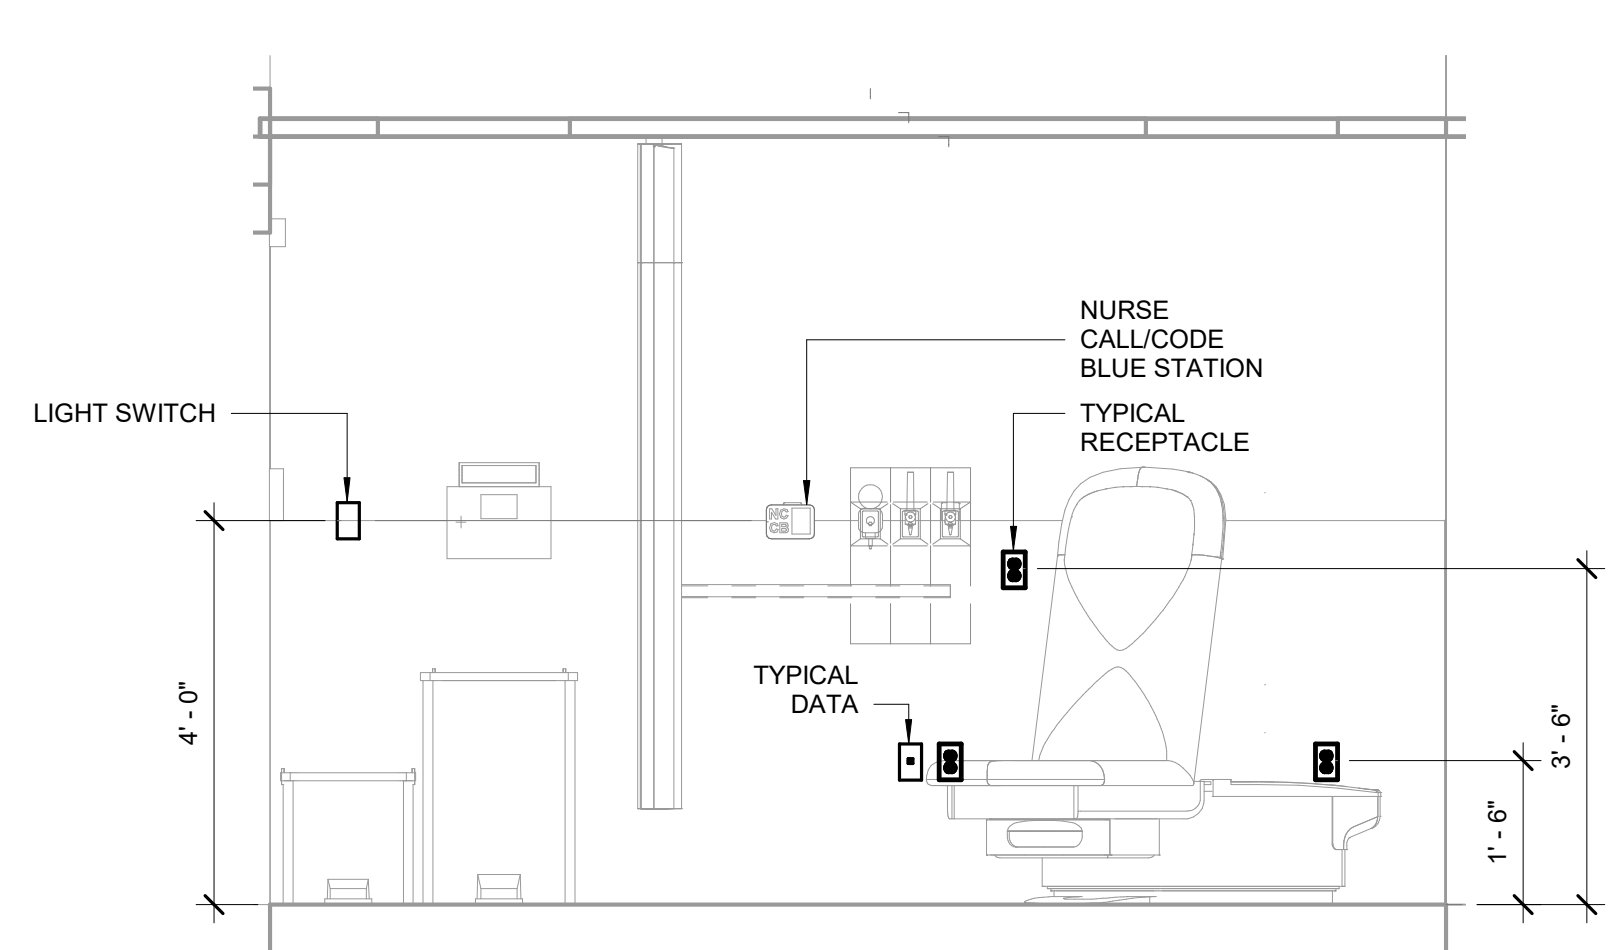 NURSE
CALL/CODE
BLUE STATION
LIGHT SWITCH
TYPICAL
RECEPTACLE
NC
CB
TYPICAL
DATA
4' - 0"
3' - 6"
1' - 6"